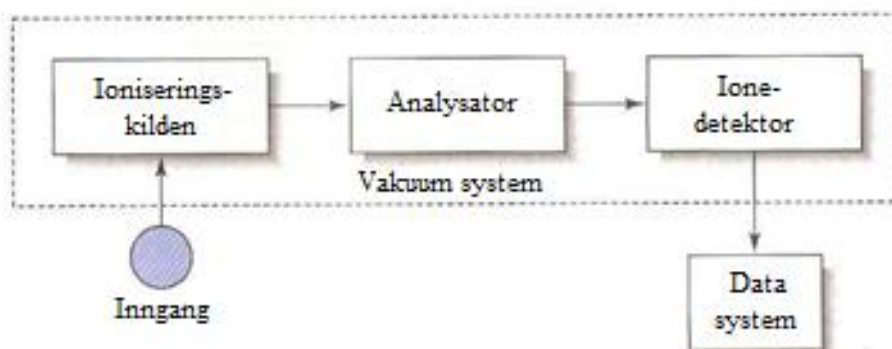 Ioniserings-
kilden
Analysator
Ione-
detektor
Vakuum system
Inngang
Data
system